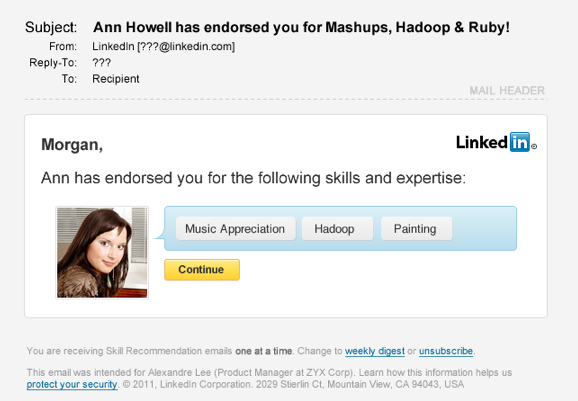 Subject: Ann Howell has endorsed you for Mashups, Hadoop & Ruby!
From: LinkedIn [???@linkedin.com]
Reply-To: ???
To: Recipient
MAIL HEADER
Morgan,
Linked in ®
Ann has endorsed you for the following skills and expertise:
Music Appreciation Hadoop Painting
Continue
You are receiving Skill Recommendation emails one at a time. Change to weekly digest or unsubscribe.
This email was intended for Alexandre Lee (Product Manager at ZYX Corp). Learn how this information helps us
protect your security. © 2011, LinkedIn Corporation. 2029 Stierlin Ct, Mountain View, CA 94043, USA